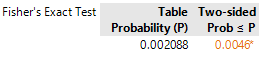 Fisher's Exact Test Table Two-sided
Probability (P) Prob ≤ P
0.002088 0.0046*